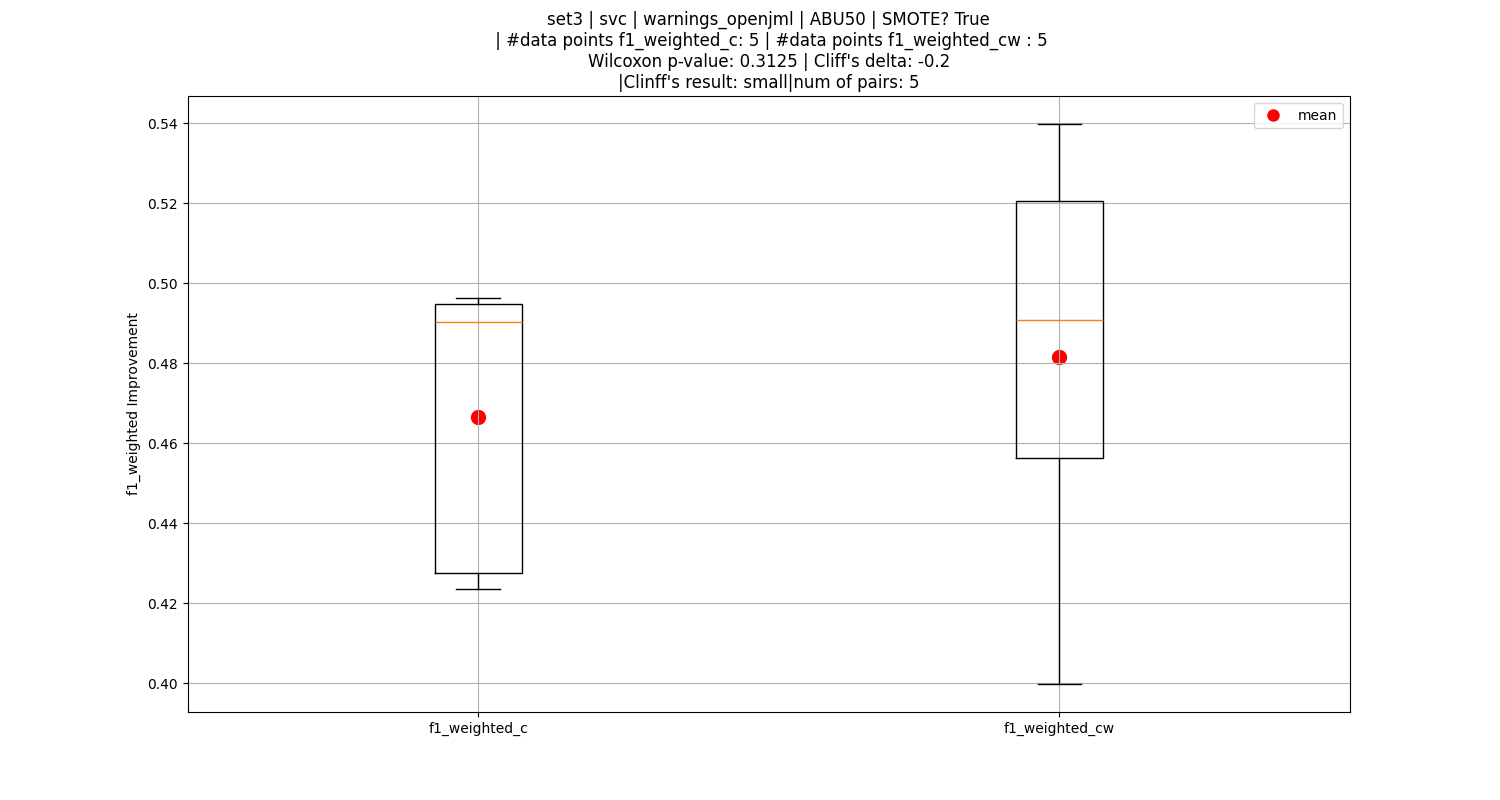 set3 | svc | warnings_openjml | ABU50 | SMOTE? True
| #data points f1_weighted_c: 5 | #data points f1_weighted_cw : 5
Wilcoxon p-value: 0.3125 | Cliff's delta: -0.2
|Clinff's result: small|num of pairs: 5
mean
0.54
0.52
0.50
0.48
0.46
0.44
0.42
0.40
f1_weighted Improvement
f1_weighted_c
f1_weighted_cw